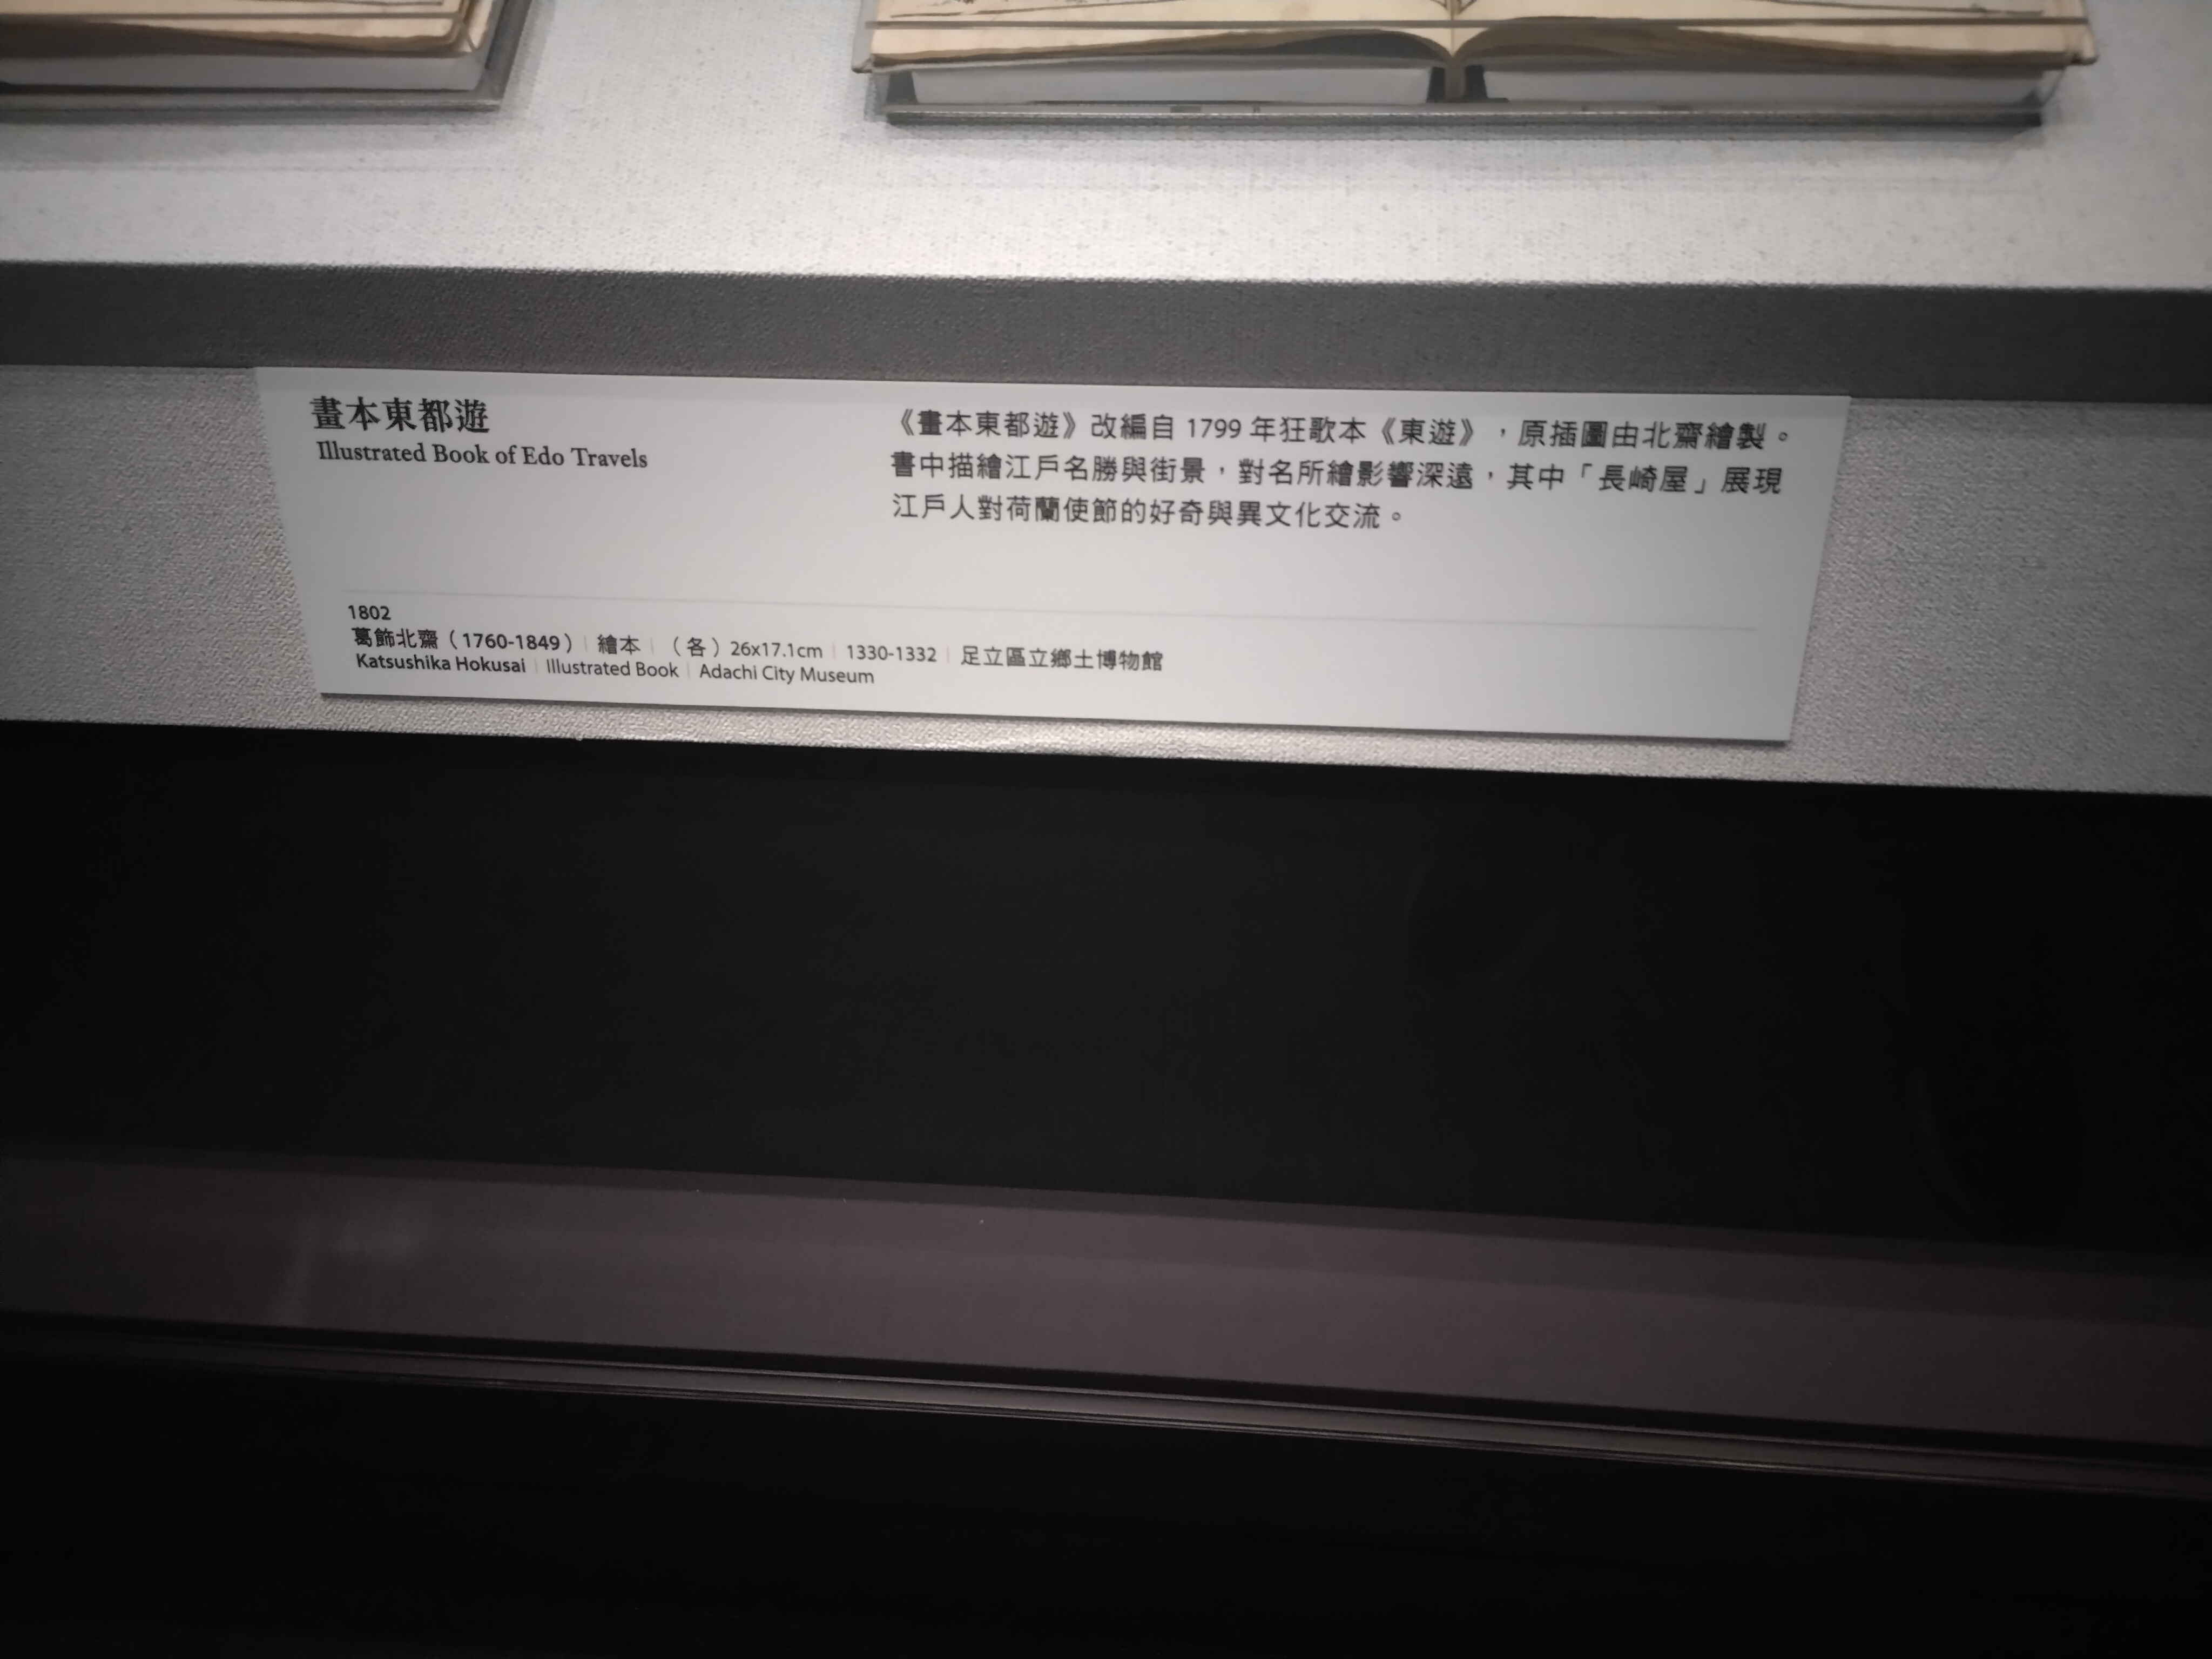 畫本東都遊
Illustrated Book of Edo Travels
《畫本東都遊》改編自 1799 年狂歌本《東遊》，原插圖由北齋繪製。
書中描繪江戶名勝與街景，對名所繪影響深遠，其中「長崎屋」展現
江戶人對荷蘭使節的好奇與異文化交流。
1802
葛飾北齋（1760-1849）| 繪本 |（各）26x17.1cm | 1330-1332 | 足立區立鄉土博物館
Katsushika Hokusai | Illustrated Book | Adachi City Museum